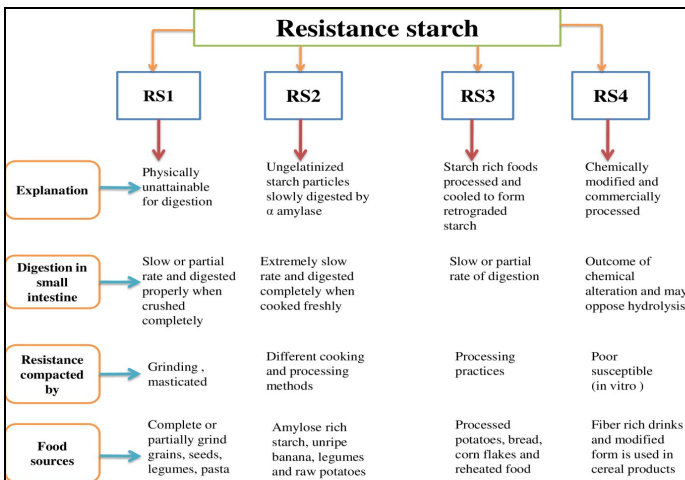 Resistance starch
RS1
RS2
RS3
RS4
Explanation
Physically
unattainable
for digestion
Ungelatinized
starch particles
slowly digested by
α amylase
Starch rich foods
processed and
cooled to form
retrograded
starch
Chemically
modified and
commercially
processed
Digestion in
small
intestine
Slow or partial
rate and digested
properly when
crushed
completely
Extremely slow
rate and digested
completely when
cooked freshly
Slow or partial
rate of digestion
Outcome of
chemical
alteration and may
oppose hydrolysis
Resistance
compacted
by
Grinding ,
masticated
Different cooking
and processing
methods
Processing
practices
Poor
susceptible
(in vitro )
Food
sources
Complete or
partially grind
grains, seeds,
legumes, pasta
Amylose rich
starch, unripe
banana, legumes
and raw potatoes
Processed
potatoes, bread,
corn flakes and
reheated food
Fiber rich drinks
and modified
form is used in
cereal products